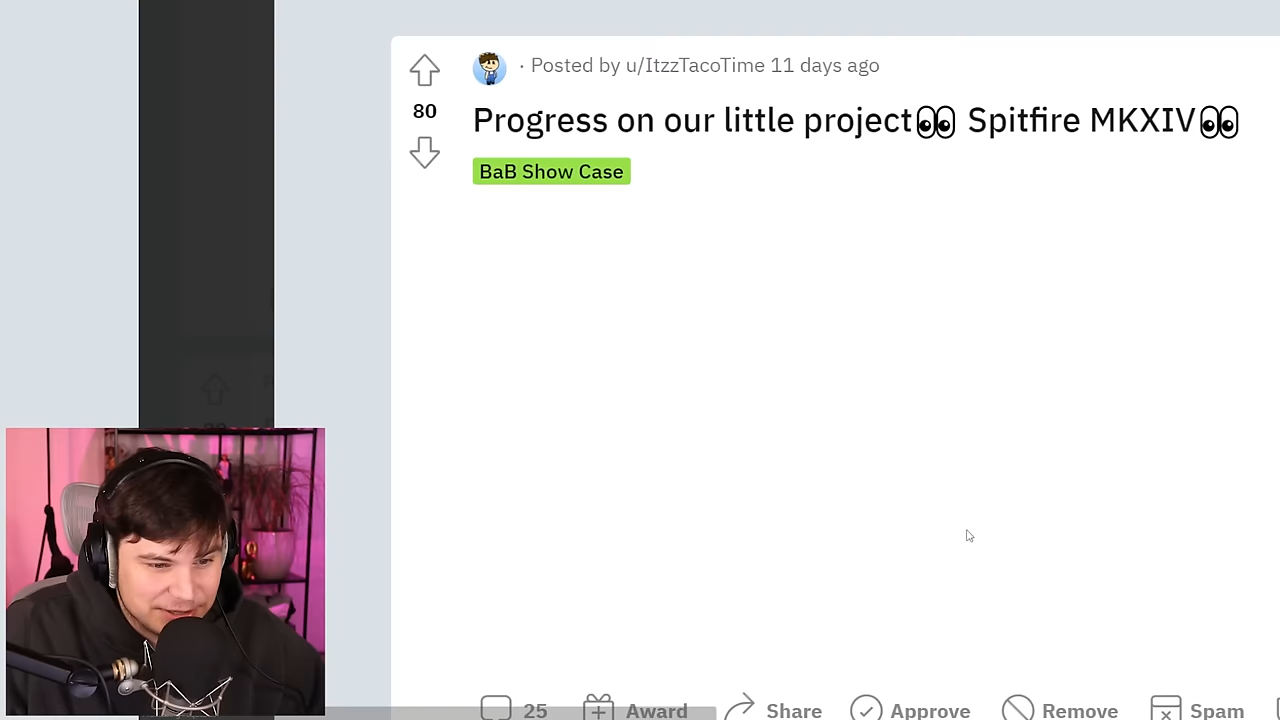 · Posted by u/ItzzTacoTime 11 days ago
80
Progress on our little project👀 Spitfire MKXIV👀
BaB Show Case
25 Award Share Approve Remove Spam